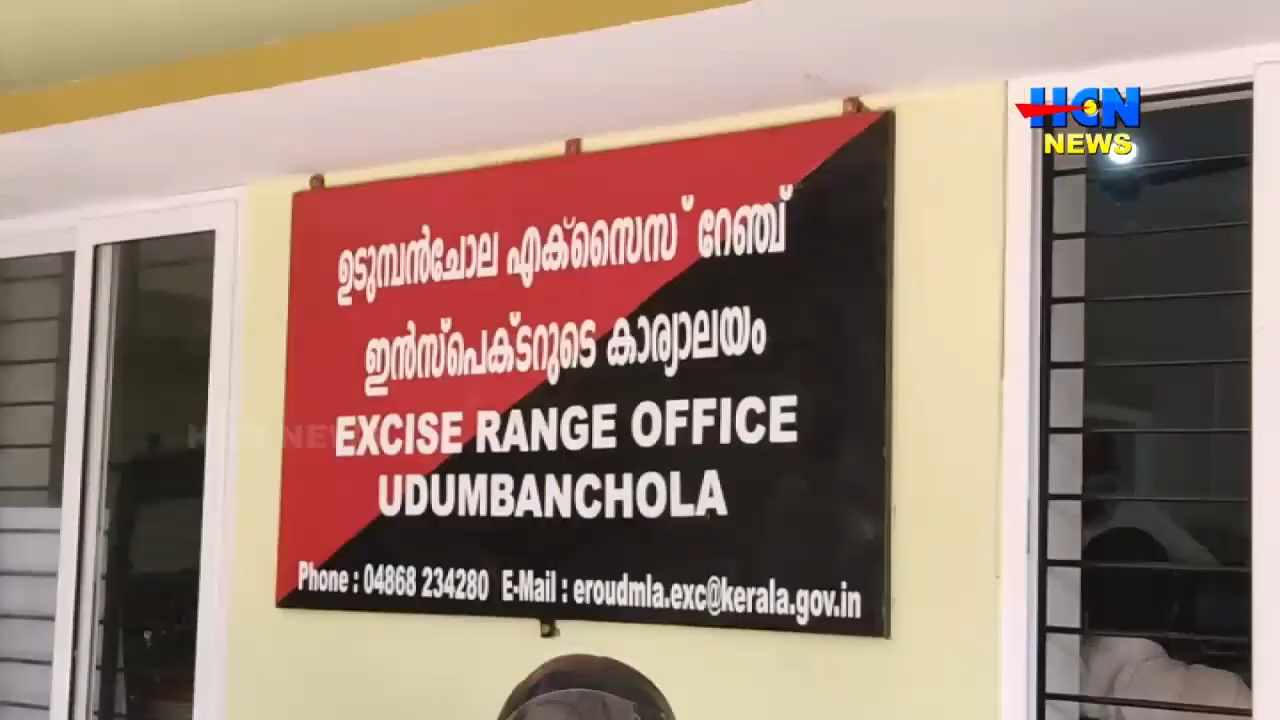 HCN
NEWS
ഉടുമ്പൻചോല എക്സൈസ് റേഞ്ച്
ഇൻസ്പെക്ടറുടെ കാര്യാലയം
EXCISE RANGE OFFICE
UDUMBANCHOLA
Phone : 04868 234280 E-Mail : eroudmla.exc@kerala.gov.in